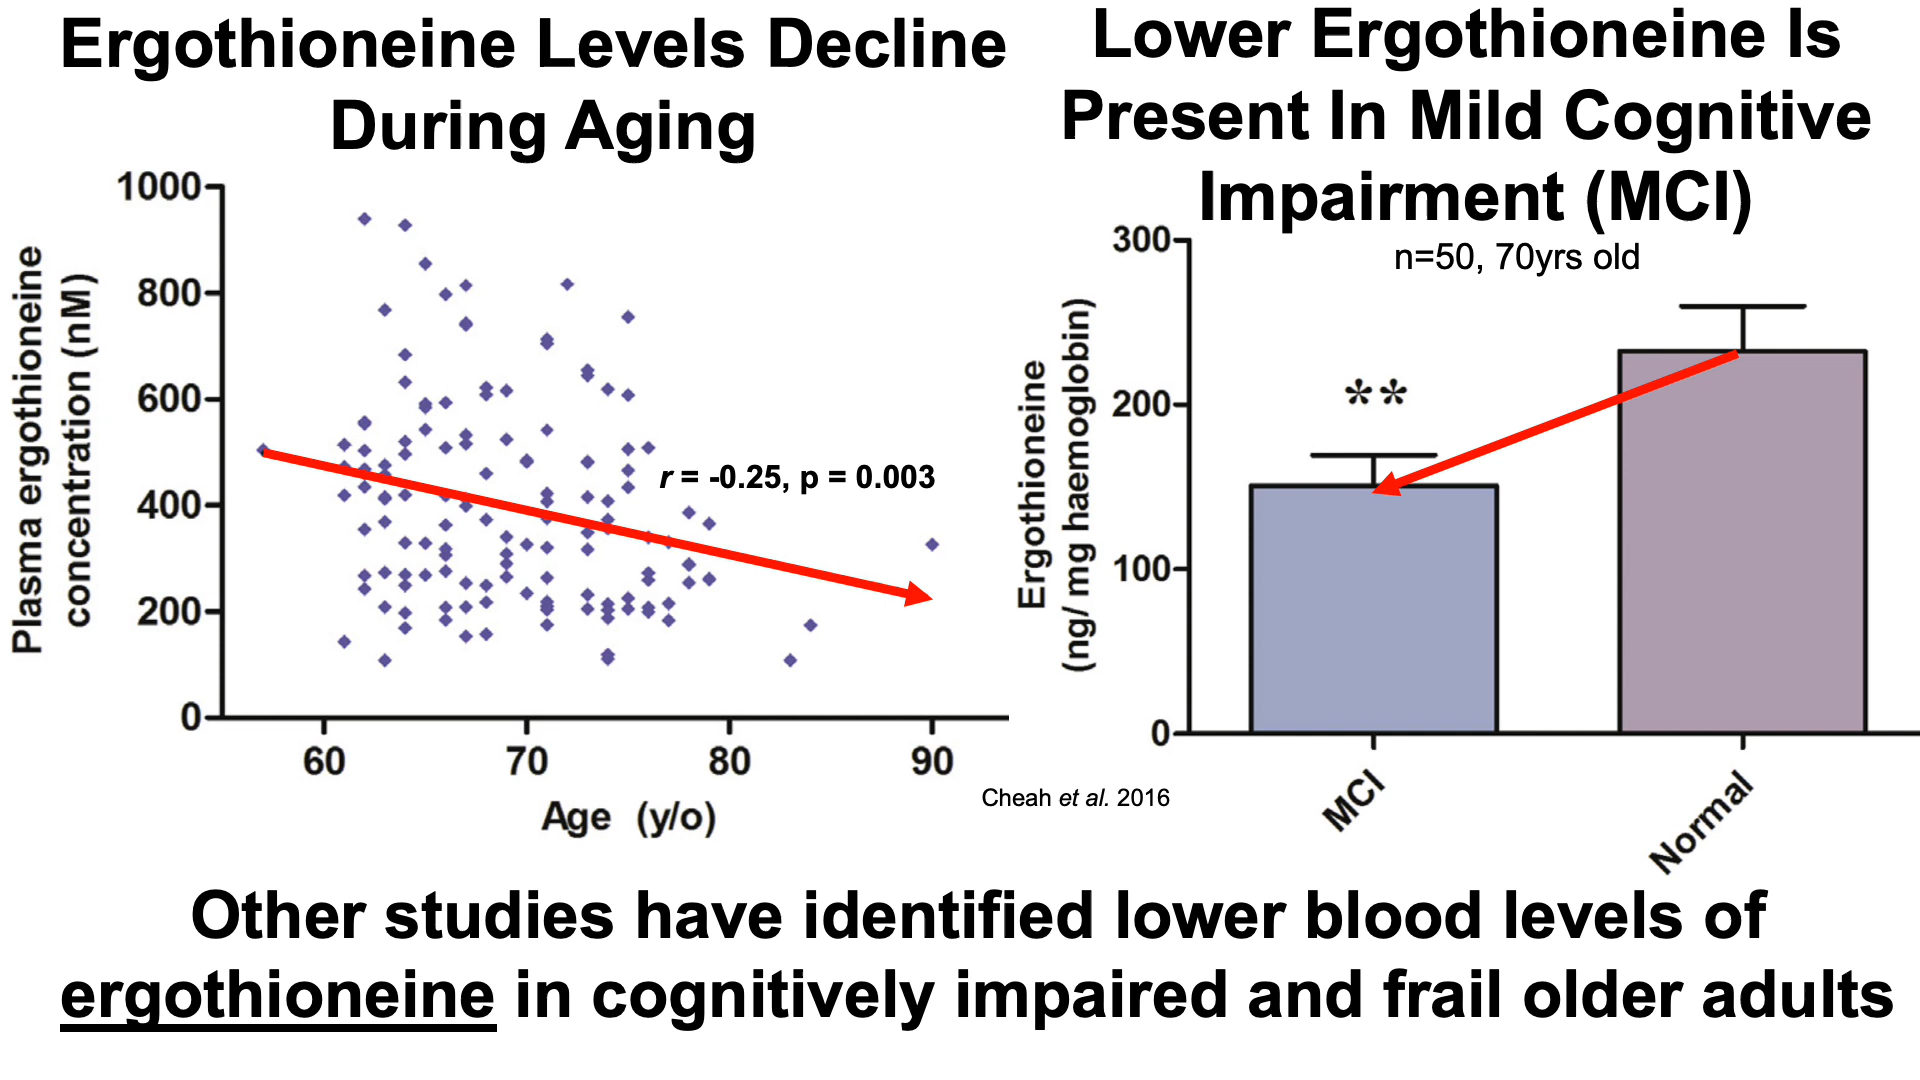 Ergothioneine Levels Decline
During Aging
1000
800
600
400
200
0
Plasma ergothioneine
concentration (nM)
r = -0.25, p = 0.003
60
70
80
90
Age (y/o)
Lower Ergothioneine Is
Present In Mild Cognitive
Impairment (MCI)
n=50, 70yrs old
300
200
100
0
Ergothioneine
(ng/ mg haemoglobin)
**
MCI
Normal
Cheah et al. 2016
Other studies have identified lower blood levels of
ergothioneine in cognitively impaired and frail older adults